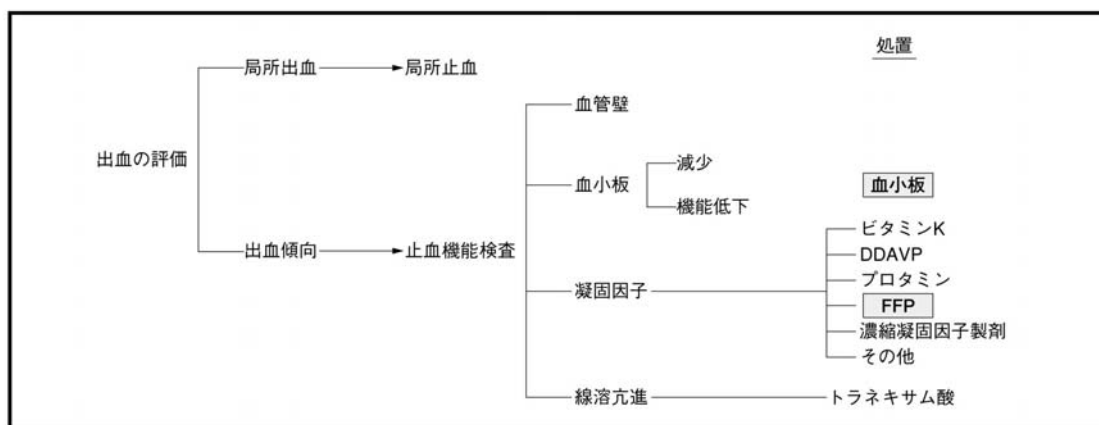 処置
局所出血
局所止血
血管壁
出血の評価
減少
血小板
血小板
機能低下
ビタミンK
出血傾向
止血機能検査
DDAVP
プロタミン
凝固因子
FFP
濃縮凝固因子製剤
その他
線溶亢進
トラネキサム酸